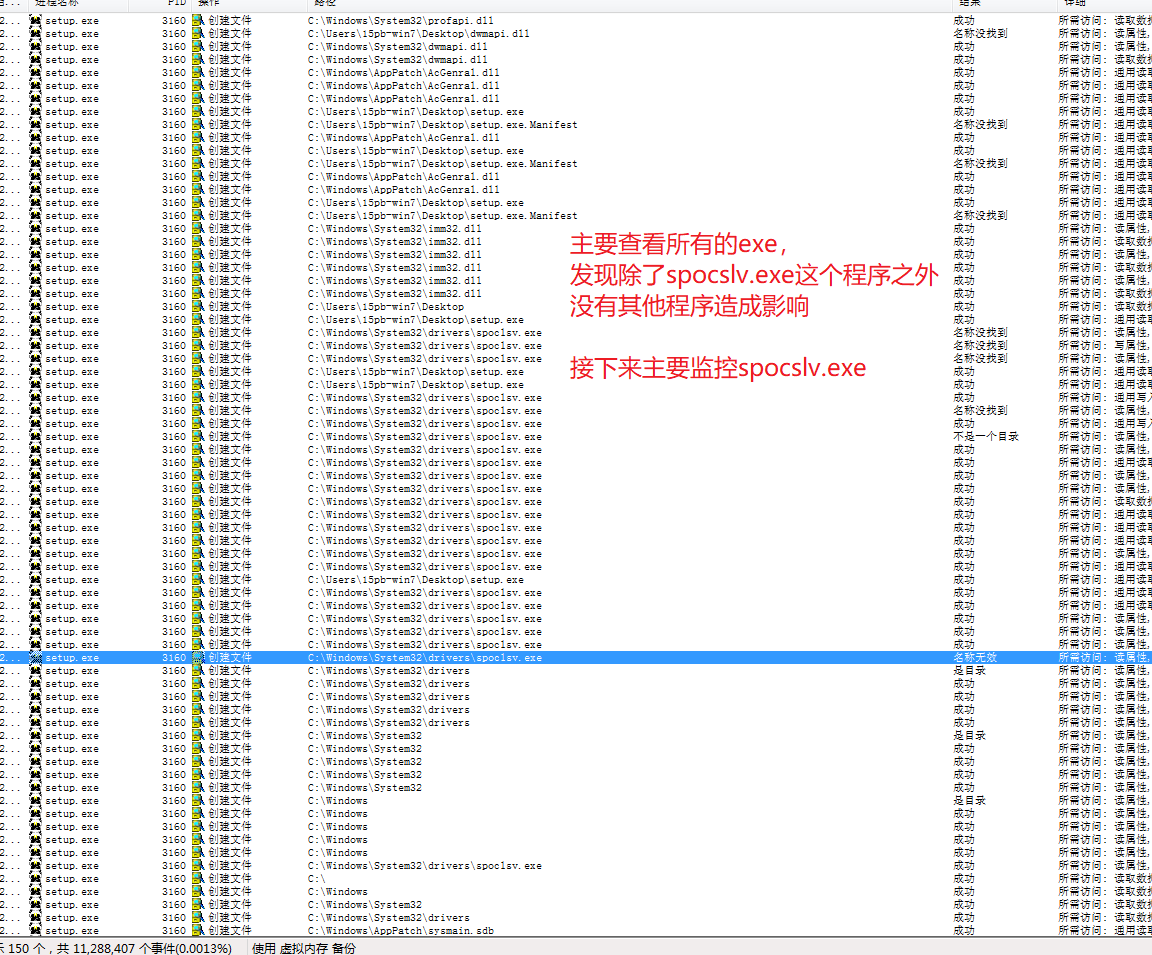 进程名称 PID 操作 路径 结果 详细
2... setup.exe 3160 创建文件 C:\Windows\System32\profapi.dll 成功 所需访问: 读取数
2... setup.exe 3160 创建文件 C:\Users\15pb-win7\Desktop\dwmapi.dll 名称没找到 所需访问: 读属性,
2... setup.exe 3160 创建文件 C:\Windows\System32\dwmapi.dll 成功 所需访问: 读属性,
2... setup.exe 3160 创建文件 C:\Windows\System32\dwmapi.dll 成功 所需访问: 读取数
2... setup.exe 3160 创建文件 C:\Windows\AppPatch\AcGenral.dll 成功 所需访问: 通用读
2... setup.exe 3160 创建文件 C:\Windows\AppPatch\AcGenral.dll 成功 所需访问: 通用读
2... setup.exe 3160 创建文件 C:\Windows\AppPatch\AcGenral.dll 成功 所需访问: 通用读
2... setup.exe 3160 创建文件 C:\Users\15pb-win7\Desktop\setup.exe 成功 所需访问: 通用读
2... setup.exe 3160 创建文件 C:\Users\15pb-win7\Desktop\setup.exe.Manifest 名称没找到 所需访问: 通用读
2... setup.exe 3160 创建文件 C:\Windows\AppPatch\AcGenral.dll 成功 所需访问: 通用读
2... setup.exe 3160 创建文件 C:\Users\15pb-win7\Desktop\setup.exe 成功 所需访问: 通用读
2... setup.exe 3160 创建文件 C:\Users\15pb-win7\Desktop\setup.exe.Manifest 名称没找到 所需访问: 通用读
2... setup.exe 3160 创建文件 C:\Windows\AppPatch\AcGenral.dll 成功 所需访问: 通用读
2... setup.exe 3160 创建文件 C:\Windows\AppPatch\AcGenral.dll 成功 所需访问: 通用读
2... setup.exe 3160 创建文件 C:\Users\15pb-win7\Desktop\setup.exe 成功 所需访问: 通用读
2... setup.exe 3160 创建文件 C:\Users\15pb-win7\Desktop\setup.exe.Manifest 名称没找到 所需访问: 通用读
2... setup.exe 3160 创建文件 C:\Windows\System32\imm32.dll 成功 所需访问: 读属性,
2... setup.exe 3160 创建文件 C:\Windows\System32\imm32.dll 成功 所需访问: 读取数
2... setup.exe 3160 创建文件 C:\Windows\System32\imm32.dll 成功 所需访问: 读属性,
2... setup.exe 3160 创建文件 C:\Windows\System32\imm32.dll 成功 所需访问: 读取数
2... setup.exe 3160 创建文件 C:\Windows\System32\imm32.dll 成功 所需访问: 读属性,
2... setup.exe 3160 创建文件 C:\Windows\System32\imm32.dll 成功 所需访问: 读取数
2... setup.exe 3160 创建文件 C:\Users\15pb-win7\Desktop 成功 所需访问: 读取数
2... setup.exe 3160 创建文件 C:\Users\15pb-win7\Desktop\setup.exe 成功 所需访问: 通用读
2... setup.exe 3160 创建文件 C:\Windows\System32\drivers\spoclsv.exe 名称没找到 所需访问: 读属性,
2... setup.exe 3160 创建文件 C:\Windows\System32\drivers\spoclsv.exe 名称没找到 所需访问: 写属性,
2... setup.exe 3160 创建文件 C:\Windows\System32\drivers\spoclsv.exe 名称没找到 所需访问: 读属性,
2... setup.exe 3160 创建文件 C:\Users\15pb-win7\Desktop\setup.exe 成功 所需访问: 通用读
2... setup.exe 3160 创建文件 C:\Users\15pb-win7\Desktop\setup.exe 成功 所需访问: 通用读
2... setup.exe 3160 创建文件 C:\Windows\System32\drivers\spoclsv.exe 成功 所需访问: 通用写
2... setup.exe 3160 创建文件 C:\Windows\System32\drivers\spoclsv.exe 名称没找到 所需访问: 读属性,
2... setup.exe 3160 创建文件 C:\Windows\System32\drivers\spoclsv.exe 成功 所需访问: 通用写
2... setup.exe 3160 创建文件 C:\Windows\System32\drivers\spoclsv.exe 不是一个目录 所需访问: 读属性,
2... setup.exe 3160 创建文件 C:\Windows\System32\drivers\spoclsv.exe 成功 所需访问: 读属性,
2... setup.exe 3160 创建文件 C:\Windows\System32\drivers\spoclsv.exe 成功 所需访问: 通用读
2... setup.exe 3160 创建文件 C:\Windows\System32\drivers\spoclsv.exe 成功 所需访问: 读属性,
2... setup.exe 3160 创建文件 C:\Windows\System32\drivers\spoclsv.exe 成功 所需访问: 读属性,
2... setup.exe 3160 创建文件 C:\Windows\System32\drivers\spoclsv.exe 成功 所需访问: 读取数
2... setup.exe 3160 创建文件 C:\Windows\System32\drivers\spoclsv.exe 成功 所需访问: 通用读
2... setup.exe 3160 创建文件 C:\Windows\System32\drivers\spoclsv.exe 成功 所需访问: 通用读
2... setup.exe 3160 创建文件 C:\Windows\System32\drivers\spoclsv.exe 成功 所需访问: 通用读
2... setup.exe 3160 创建文件 C:\Windows\System32\drivers\spoclsv.exe 成功 所需访问: 读属性,
2... setup.exe 3160 创建文件 C:\Windows\System32\drivers\spoclsv.exe 成功 所需访问: 通用读
2... setup.exe 3160 创建文件 C:\Users\15pb-win7\Desktop\setup.exe 成功 所需访问: 通用读
2... setup.exe 3160 创建文件 C:\Windows\System32\drivers\spoclsv.exe 成功 所需访问: 读属性,
2... setup.exe 3160 创建文件 C:\Windows\System32\drivers\spoclsv.exe 成功 所需访问: 通用读
2... setup.exe 3160 创建文件 C:\Windows\System32\drivers\spoclsv.exe 成功 所需访问: 读属性,
2... setup.exe 3160 创建文件 C:\Windows\System32\drivers\spoclsv.exe 成功 所需访问: 通用读
2... setup.exe 3160 创建文件 C:\Windows\System32\drivers\spoclsv.exe 成功 所需访问: 读属性,
2... setup.exe 3160 创建文件 C:\Windows\System32\drivers\spoclsv.exe 名称无效 所需访问: 读属性,
2... setup.exe 3160 创建文件 C:\Windows\System32\drivers 是目录 所需访问: 读属性,
2... setup.exe 3160 创建文件 C:\Windows\System32\drivers 成功 所需访问: 读属性,
2... setup.exe 3160 创建文件 C:\Windows\System32\drivers 成功 所需访问: 读属性,
2... setup.exe 3160 创建文件 C:\Windows\System32\drivers 成功 所需访问: 读属性,
2... setup.exe 3160 创建文件 C:\Windows\System32\drivers 成功 所需访问: 读属性,
2... setup.exe 3160 创建文件 C:\Windows\System32 是目录 所需访问: 读属性,
2... setup.exe 3160 创建文件 C:\Windows\System32 成功 所需访问: 读属性,
2... setup.exe 3160 创建文件 C:\Windows\System32 成功 所需访问: 读属性,
2... setup.exe 3160 创建文件 C:\Windows\System32 成功 所需访问: 读属性,
2... setup.exe 3160 创建文件 C:\Windows\System32 成功 所需访问: 读属性,
2... setup.exe 3160 创建文件 C:\Windows 是目录 所需访问: 读属性,
2... setup.exe 3160 创建文件 C:\Windows 成功 所需访问: 读属性,
2... setup.exe 3160 创建文件 C:\Windows 成功 所需访问: 读属性,
2... setup.exe 3160 创建文件 C:\Windows 成功 所需访问: 读属性,
2... setup.exe 3160 创建文件 C:\Windows 成功 所需访问: 读属性,
2... setup.exe 3160 创建文件 C:\Windows\System32\drivers\spoclsv.exe 成功 所需访问: 读属性,
2... setup.exe 3160 创建文件 C:\ 成功 所需访问: 读取数
2... setup.exe 3160 创建文件 C:\Windows 成功 所需访问: 读取数
2... setup.exe 3160 创建文件 C:\Windows\System32 成功 所需访问: 读取数
2... setup.exe 3160 创建文件 C:\Windows\System32\drivers 成功 所需访问: 读取数
2... setup.exe 3160 创建文件 C:\Windows\AppPatch\sysmain.sdb 成功 所需访问: 通用读
主要查看所有的exe，
发现除了spocslv.exe这个程序之外
没有其他程序造成影响
接下来主要监控spocslv.exe
示 150 个，共 11,288,407 个事件(0.0013%) 使用 虚拟内存 备份